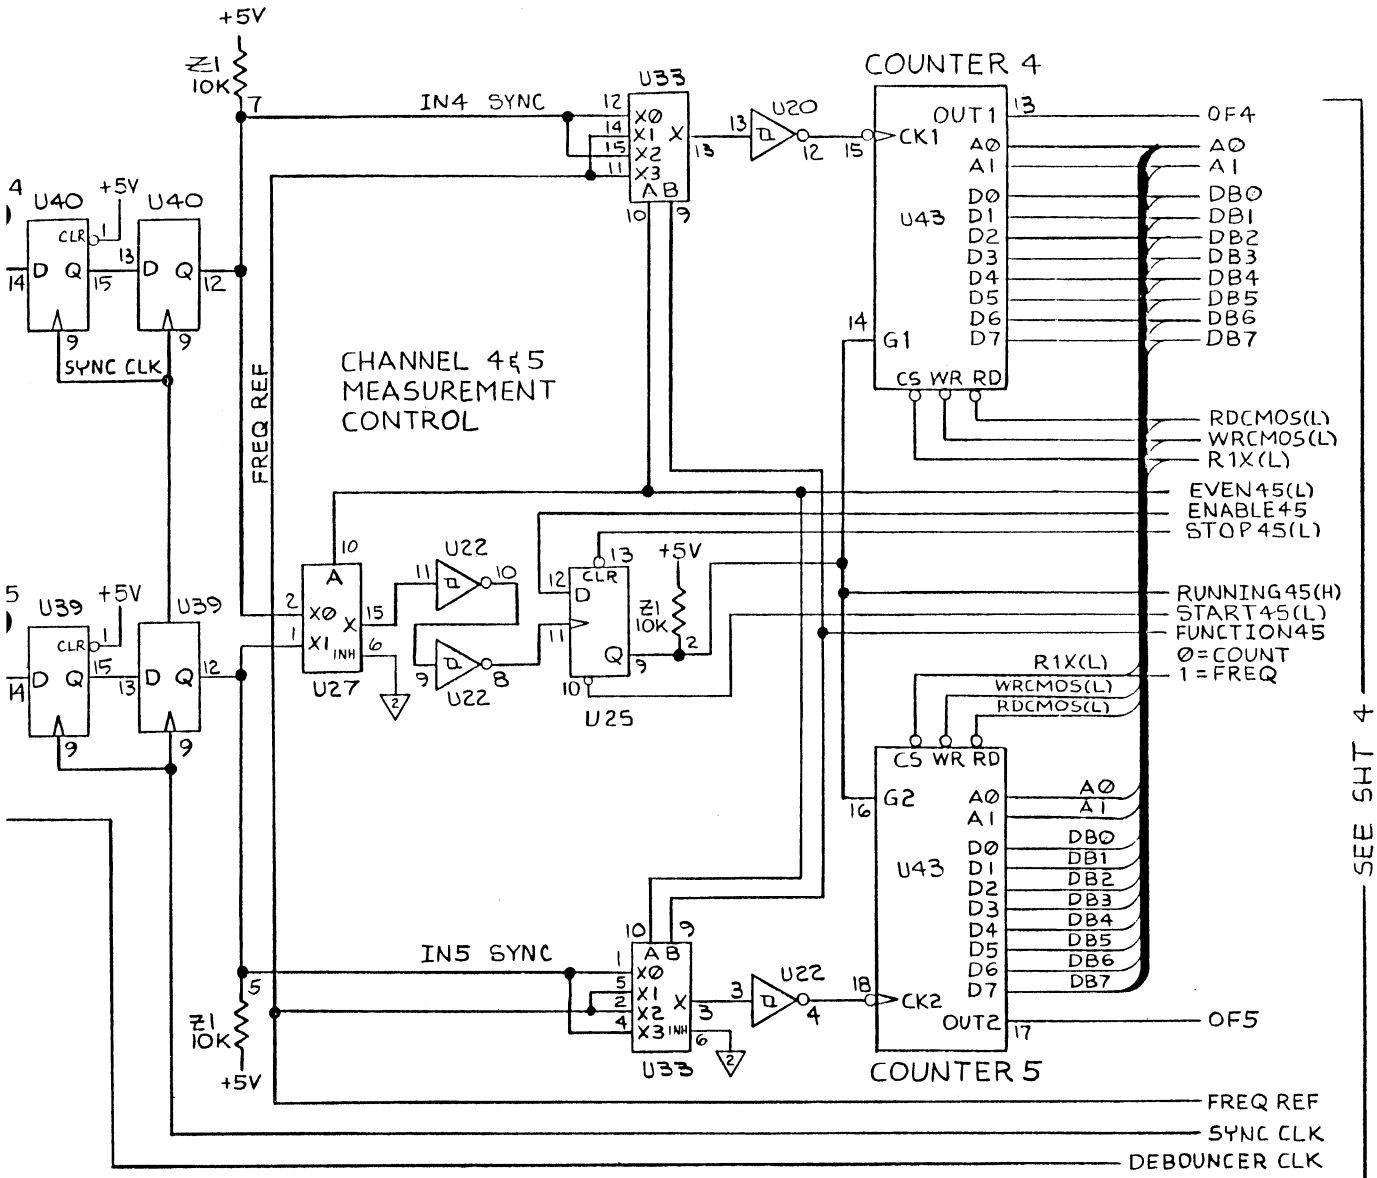 +5V
Z1
10K
7
IN4 SYNC
U33
12 X0
14 X1 X
15 X2
11 X3
A B
10 9
13
13 U20
12
COUNTER 4
15 CK1
OUT1 13 OF4
A0 A0
A1 A1
D0 DB0
D1 DB1
U43
D2 DB2
D3 DB3
D4 DB4
D5 DB5
D6 DB6
D7 DB7
14 G1
CS WR RD
RDCMOS(L)
WRCMOS(L)
R1X(L)
4
U40 +5V U40
CLR 1
14 D Q 15
13 D Q 12
9 9
SYNC CLK
FREQ REF
CHANNEL 4 & 5
MEASUREMENT
CONTROL
EVEN45(L)
ENABLE45
STOP45(L)
RUNNING45(H)
START45(L)
FUNCTION45
0=COUNT
1=FREQ
10
A
2 X0 X 15
1 X1 INH 6
U27
2
U22
11 10
9 8
U22
12 D CLR 13
11
Q 9
10
U25
+5V
Z1
10K
2
5
U39 +5V U39
CLR 1
14 D Q 15
13 D Q 12
9 9
R1X(L)
WRCMOS(L)
RDCMOS(L)
CS WR RD
16 G2
A0 A0
A1 A1
D0 DB0
D1 DB1
U43
D2 DB2
D3 DB3
D4 DB4
D5 DB5
D6 DB6
D7 DB7
18 CK2
OUT2 17 OF5
COUNTER 5
IN5 SYNC
10 9
A B
1 X0
5 X1 X 3
2 X2
4 X3 INH 6
U33
2
3 U22
4
5
Z1
10K
+5V
FREQ REF
SYNC CLK
DEBOUNCER CLK
SEE SHT 4